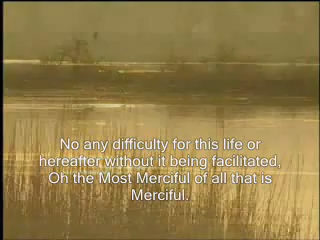 No any difficulty for this life or
hereafter without it being facilitated,
Oh the Most Merciful of all that is
Merciful.